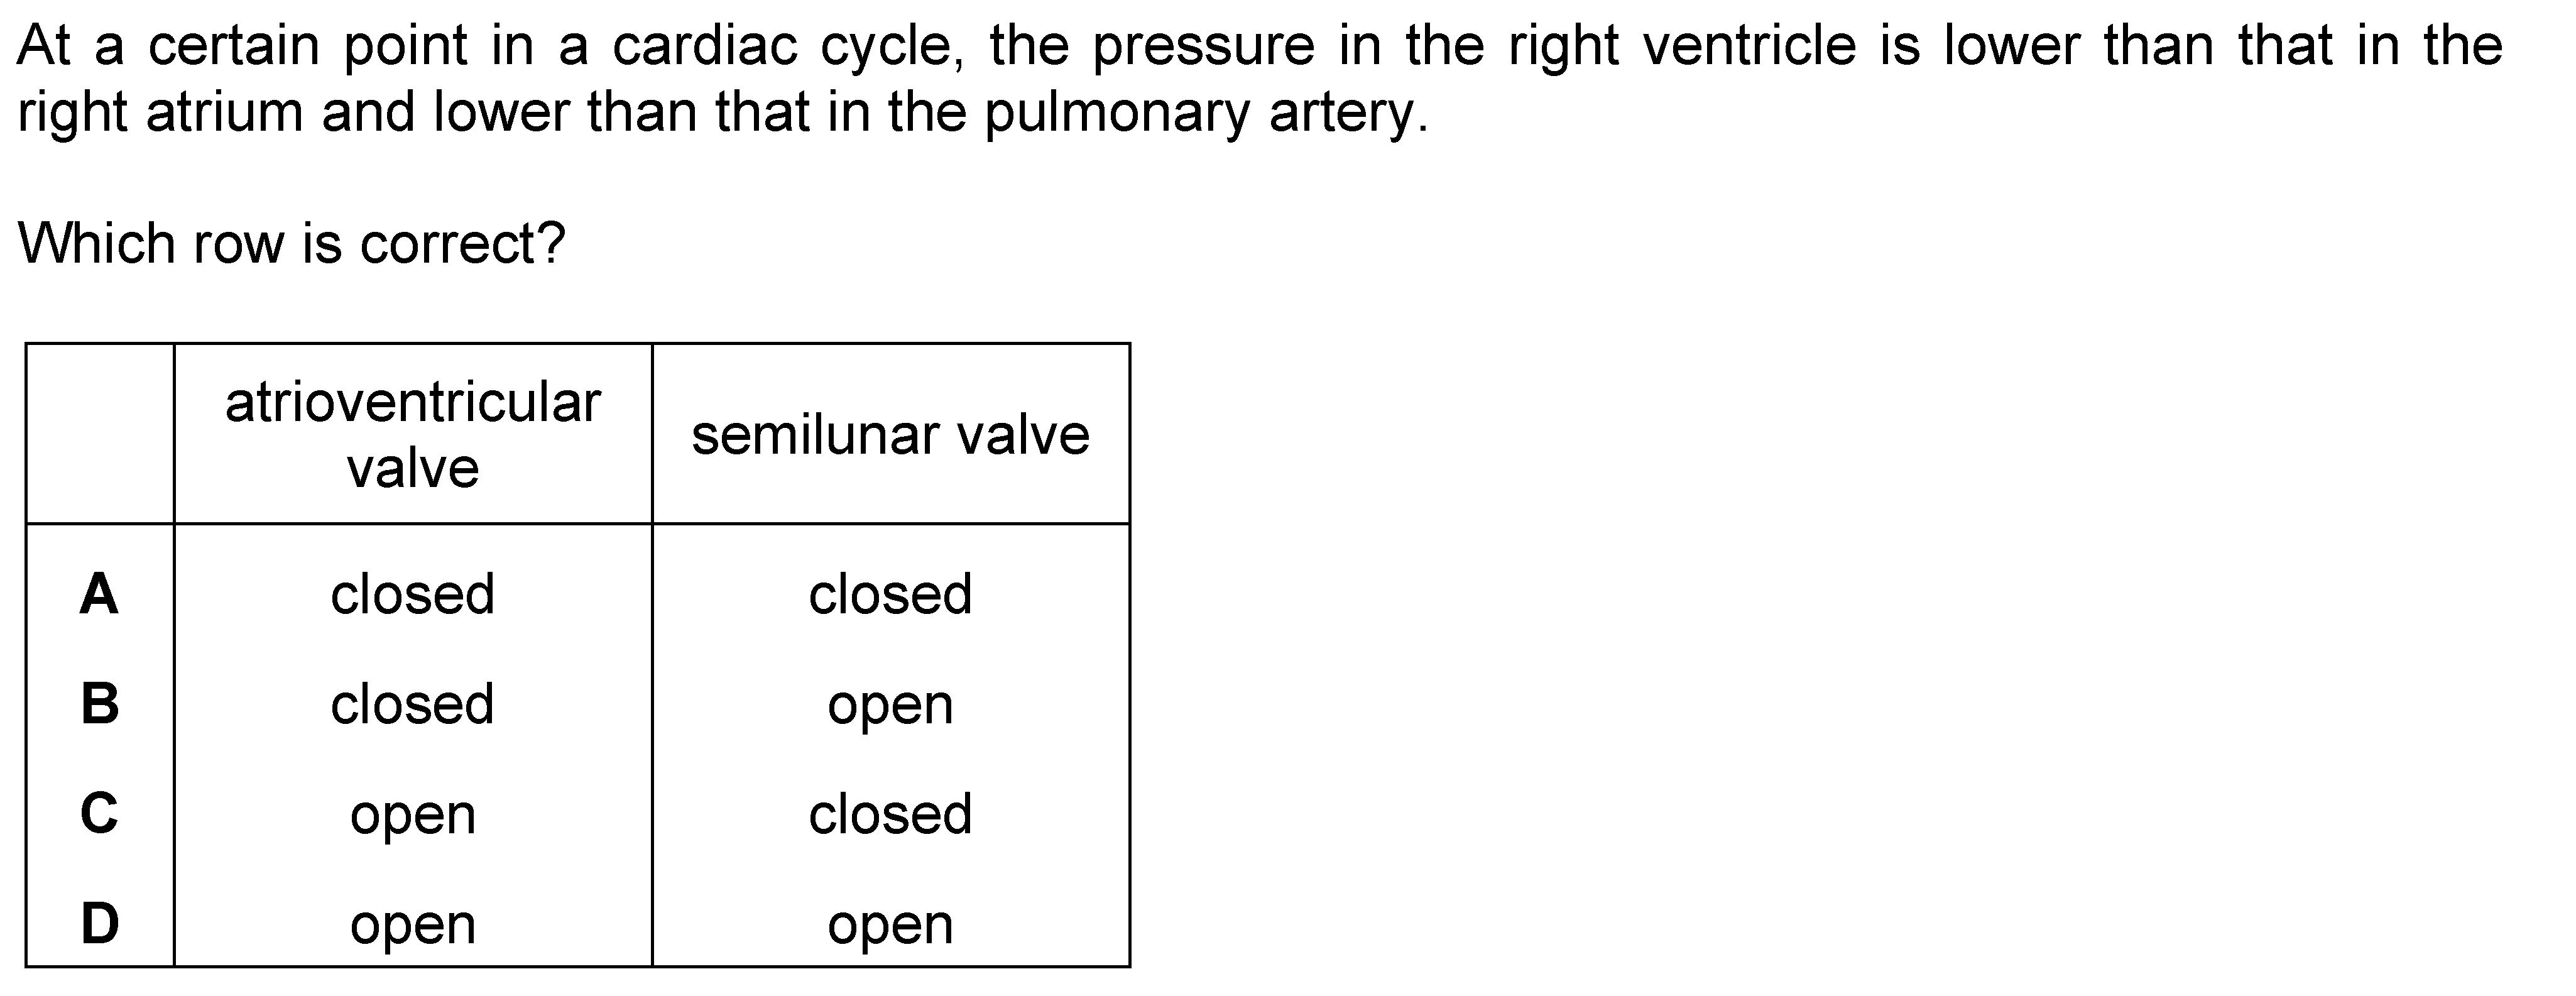 At a certain point in a cardiac cycle, the pressure in the right ventricle is lower than that in the
right atrium and lower than that in the pulmonary artery.
Which row is correct?
atrioventricular
valve
semilunar valve
A closed closed
B closed open
C open closed
D open open